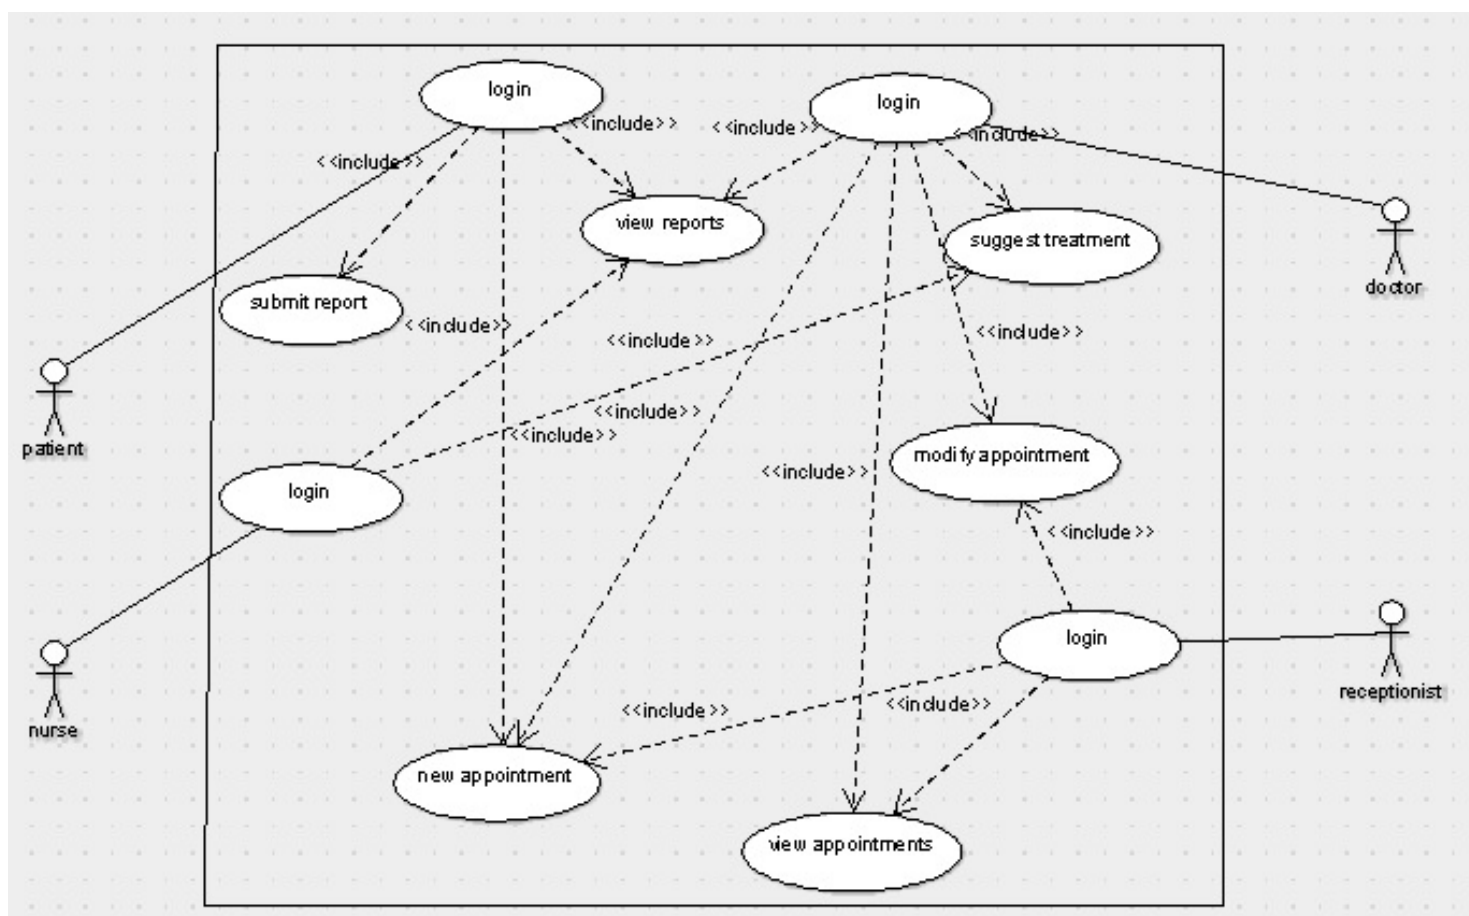 login
login
<<include>>
<<include>>
<<include>>
<<include>>
view reports
suggest treatment
doctor
submit report
<<include>>
<<include>>
<<include>>
patient
<<include>>
<<include>>
modify appointment
<<include>>
login
<<include>>
login
receptionist
nurse
<<include>>
<<include>>
new appointment
view appointments